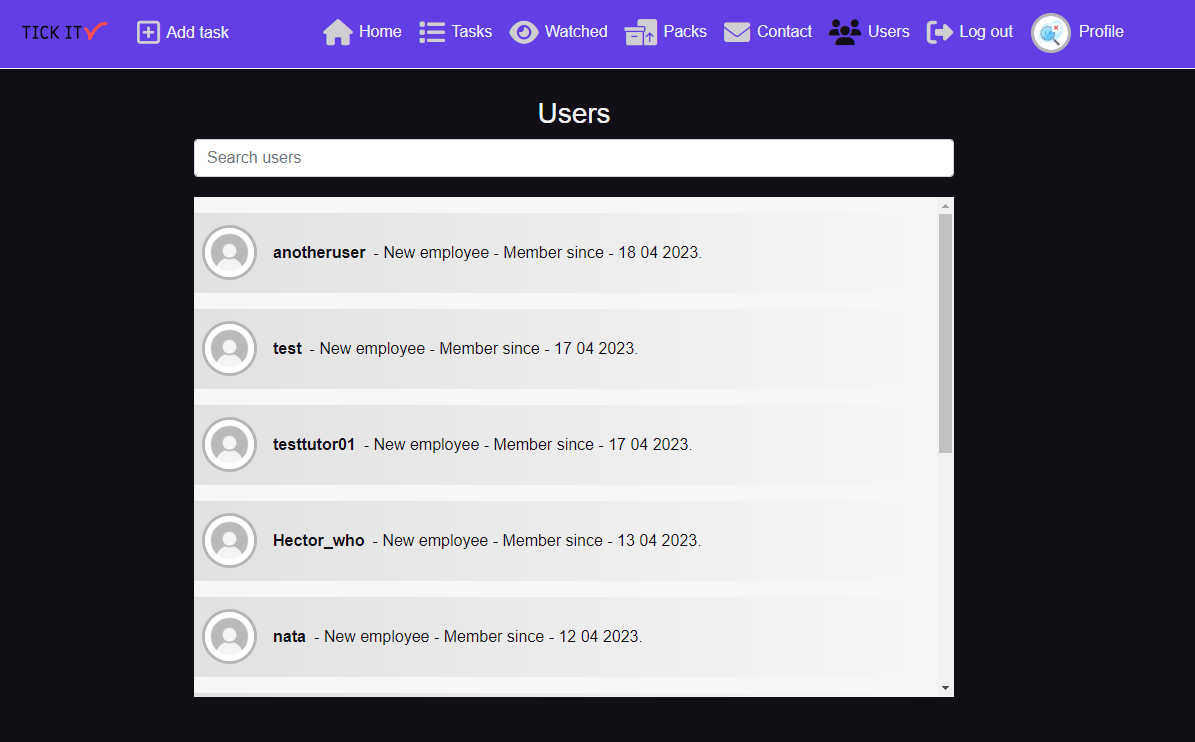 TICK IT Add task Home Tasks Watched Packs Contact Users Log out Profile
Users
Search users
anotheruser - New employee - Member since - 18 04 2023.
test - New employee - Member since - 17 04 2023.
testtutor01 - New employee - Member since - 17 04 2023.
Hector_who - New employee - Member since - 13 04 2023.
nata - New employee - Member since - 12 04 2023.